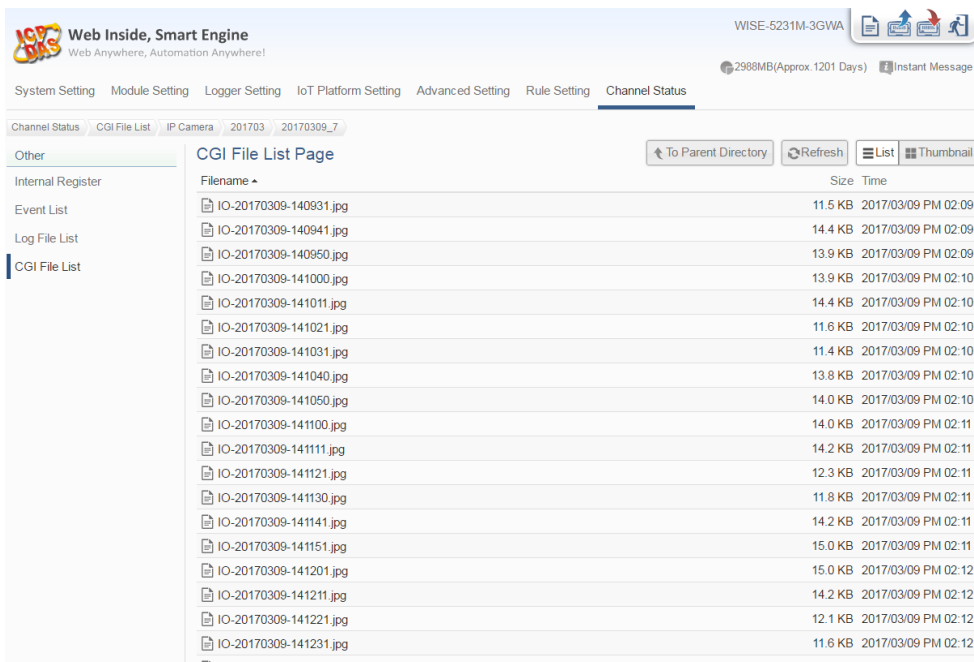 ICP DAS
Web Inside, Smart Engine
Web Anywhere, Automation Anywhere!
WISE-5231M-3GWA
2988MB(Approx.1201 Days) Instant Message
System Setting Module Setting Logger Setting IoT Platform Setting Advanced Setting Rule Setting Channel Status
Channel Status CGI File List IP Camera 201703 20170309_7
Other
Internal Register
Event List
Log File List
CGI File List
CGI File List Page
To Parent Directory Refresh List Thumbnail
Filename Size Time
IO-20170309-140931.jpg 11.5 KB 2017/03/09 PM 02:09
IO-20170309-140941.jpg 14.4 KB 2017/03/09 PM 02:09
IO-20170309-140950.jpg 13.9 KB 2017/03/09 PM 02:09
IO-20170309-141000.jpg 13.9 KB 2017/03/09 PM 02:10
IO-20170309-141011.jpg 14.4 KB 2017/03/09 PM 02:10
IO-20170309-141021.jpg 11.6 KB 2017/03/09 PM 02:10
IO-20170309-141031.jpg 11.4 KB 2017/03/09 PM 02:10
IO-20170309-141040.jpg 13.8 KB 2017/03/09 PM 02:10
IO-20170309-141050.jpg 14.0 KB 2017/03/09 PM 02:10
IO-20170309-141100.jpg 14.0 KB 2017/03/09 PM 02:11
IO-20170309-141111.jpg 14.2 KB 2017/03/09 PM 02:11
IO-20170309-141121.jpg 12.3 KB 2017/03/09 PM 02:11
IO-20170309-141130.jpg 11.8 KB 2017/03/09 PM 02:11
IO-20170309-141141.jpg 14.2 KB 2017/03/09 PM 02:11
IO-20170309-141151.jpg 15.0 KB 2017/03/09 PM 02:11
IO-20170309-141201.jpg 15.0 KB 2017/03/09 PM 02:12
IO-20170309-141211.jpg 14.2 KB 2017/03/09 PM 02:12
IO-20170309-141221.jpg 12.1 KB 2017/03/09 PM 02:12
IO-20170309-141231.jpg 11.6 KB 2017/03/09 PM 02:12